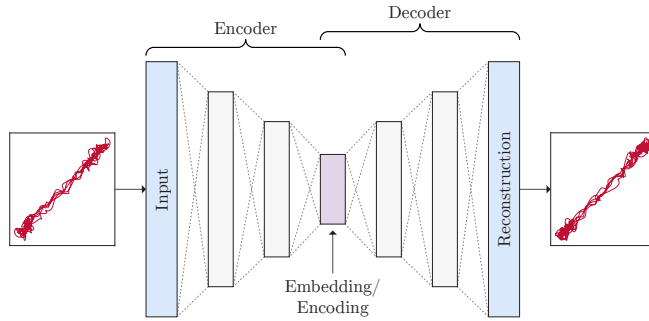 Encoder
Decoder
Input
Reconstruction
Embedding/
Encoding